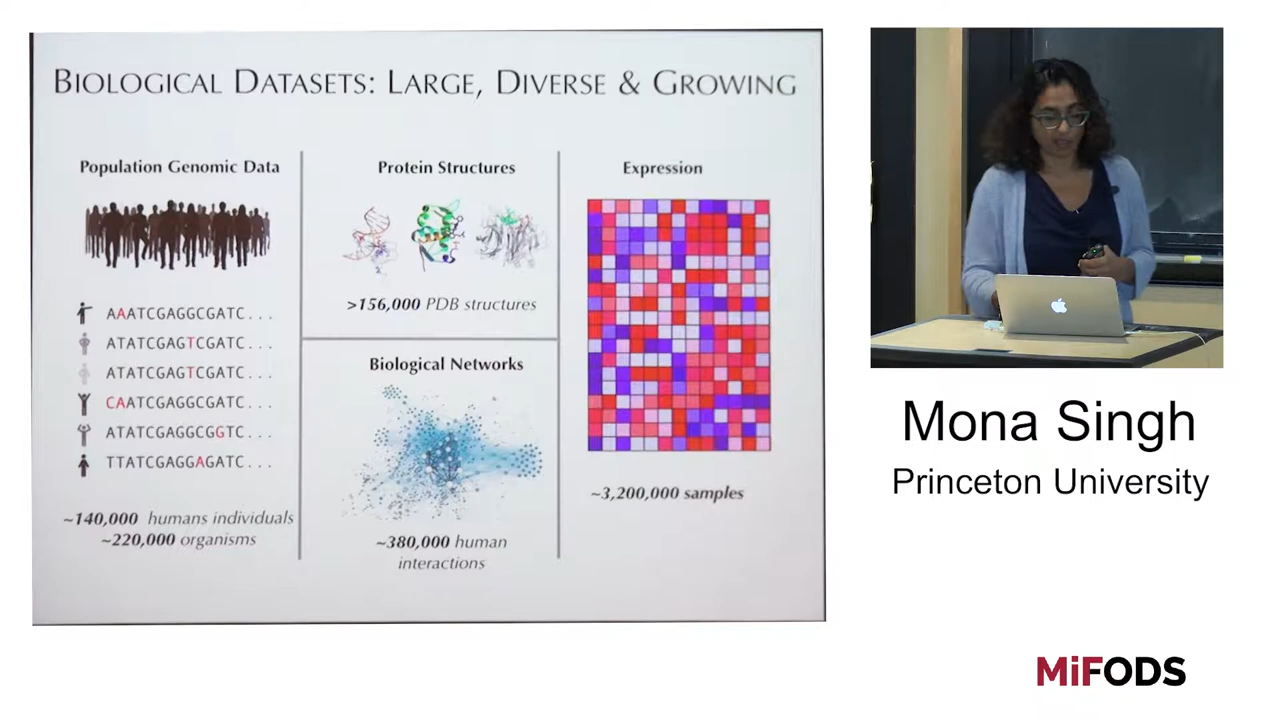 BIOLOGICAL DATASETS: LARGE, DIVERSE & GROWING
Population Genomic Data
AAATCGAGGCGATC...
ATATCGAGTCGATC...
ATATCGAGTCGATC...
CAATCGAGGCGATC...
ATATCGAGGCGGTC...
TTATCGAGGAGATC...
~140,000 humans individuals
~220,000 organisms
Protein Structures
>156,000 PDB structures
Biological Networks
~380,000 human
interactions
Expression
~3,200,000 samples
Mona Singh
Princeton University
MiFODS